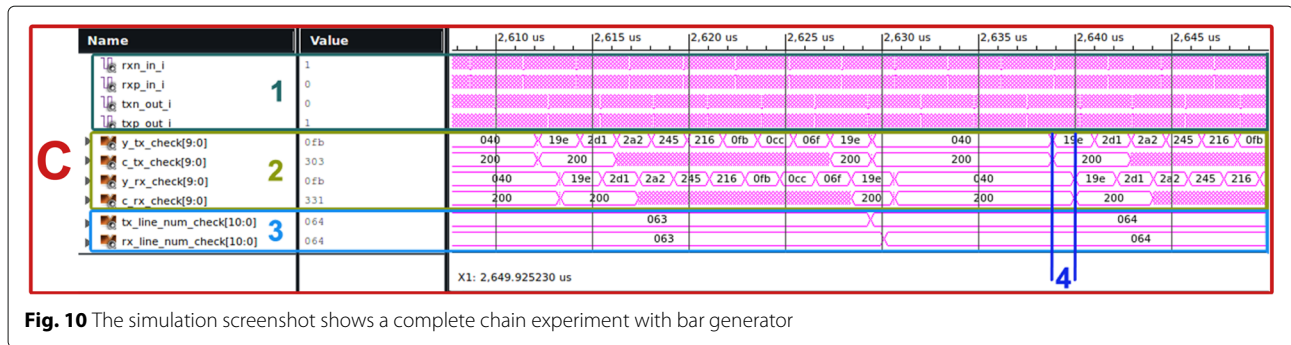 Name Value 2,610 us 2,615 us 2,620 us 2,625 us 2,630 us 2,635 us 2,640 us 2,645 us
rxn_in_i 1
rxp_in_i 0
1
txn_out_i 0
txp_out_i 1
y_tx_check[9:0] 0fb 040 19e 2d1 2a2 245 216 0fb 0cc 06f 19e 040 19e 2d1 2a2 245 216 0fb
C
c_tx_check[9:0] 303 200 200 200 200 200
2
y_rx_check[9:0] 0fb 040 19e 2d1 2a2 245 216 0fb 0cc 06f 19e 040 19e 2d1 2a2 245 216
c_rx_check[9:0] 331 200 200 200 200 200
tx_line_num_check[10:0] 064 063 064
3
rx_line_num_check[10:0] 064 063 064
X1: 2,649.925230 us
4
Fig. 10 The simulation screenshot shows a complete chain experiment with bar generator